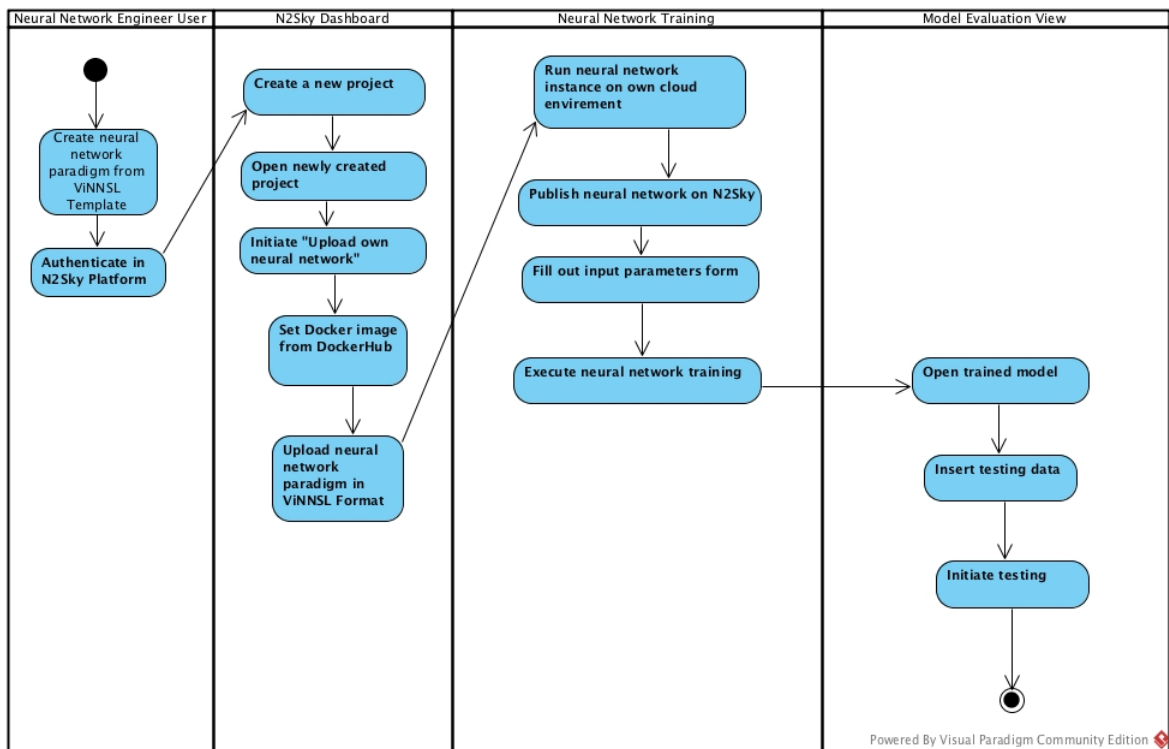 Neural Network Engineer User
N2Sky Dashboard
Neural Network Training
Model Evaluation View
Create neural
network
paradigm from
ViNNSL
Template
Authenticate in
N2Sky Platform
Create a new project
Open newly created
project
Initiate "Upload own
neural network"
Set Docker image
from DockerHub
Upload neural
network
paradigm in
ViNNSL Format
Run neural network
instance on own cloud
envirement
Publish neural network on N2Sky
Fill out input parameters form
Execute neural network training
Open trained model
Insert testing data
Initiate testing
Powered By Visual Paradigm Community Edition